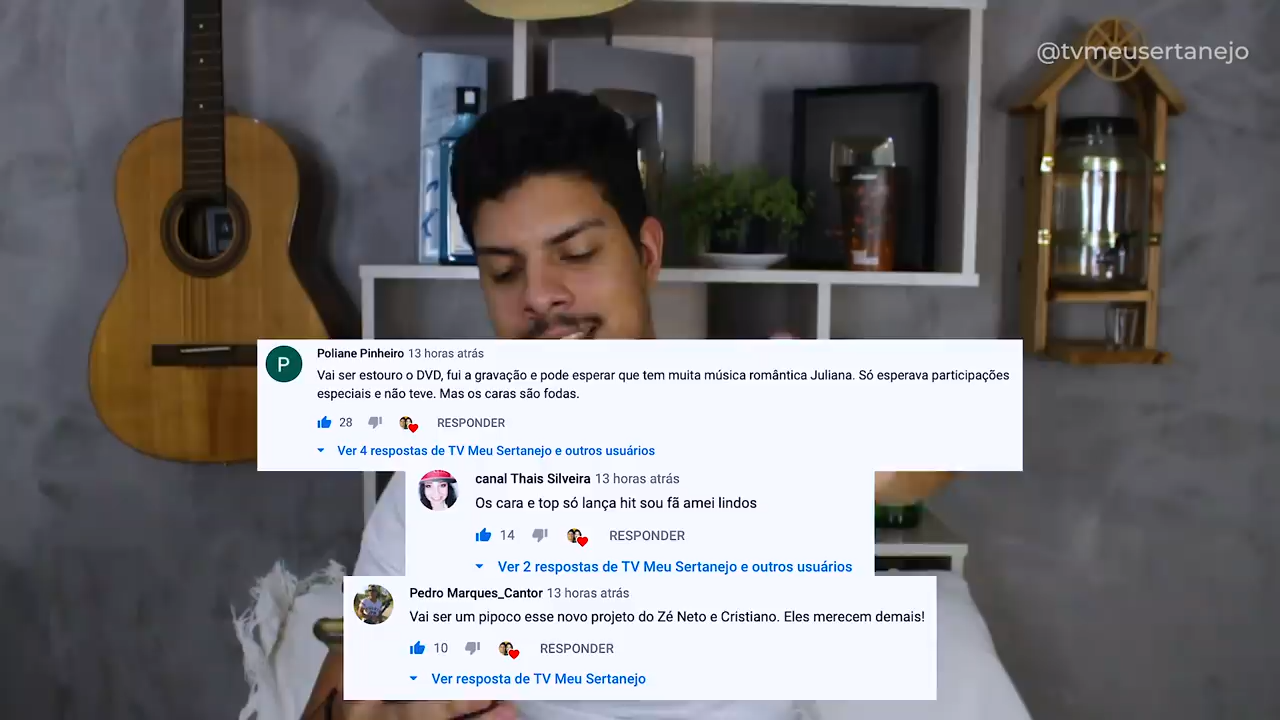 @tvmeusertanejo
P
Poliane Pinheiro 13 horas atrás
Vai ser estouro o DVD, fui a gravação e pode esperar que tem muita música romântica Juliana. Só esperava participações
especiais e não teve. Mas os caras são fodas.
28 RESPONDER
Ver 4 respostas de TV Meu Sertanejo e outros usuários
canal Thais Silveira 13 horas atrás
Os cara e top só lança hit sou fã amei lindos
14 RESPONDER
Ver 2 respostas de TV Meu Sertanejo e outros usuários
Pedro Marques_Cantor 13 horas atrás
Vai ser um pipoco esse novo projeto do Zé Neto e Cristiano. Eles merecem demais!
10 RESPONDER
Ver resposta de TV Meu Sertanejo